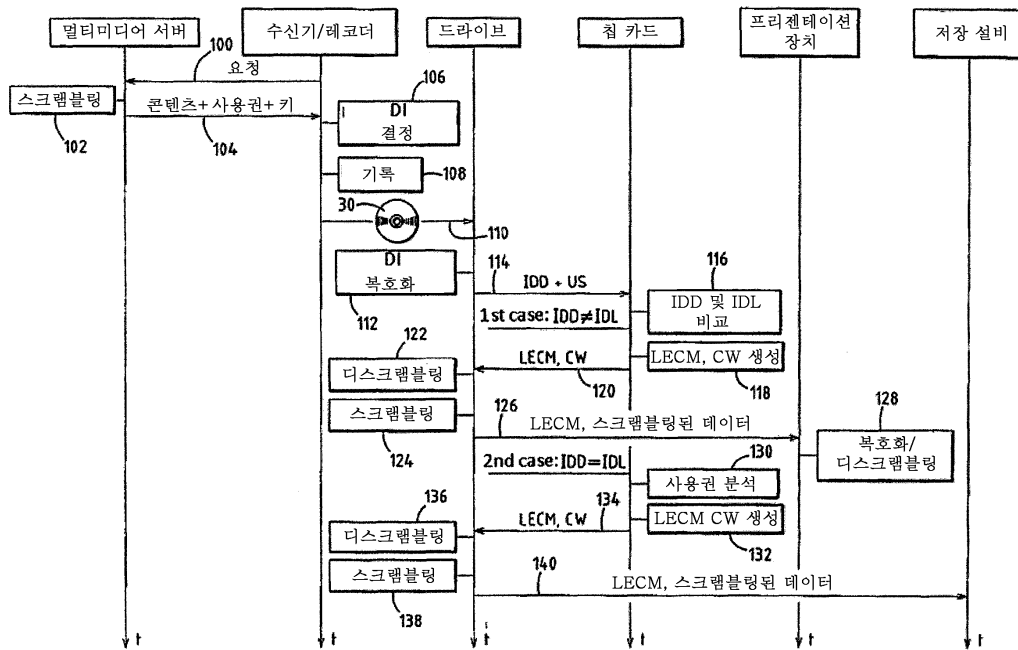 멀티미디어 서버
수신기/레코더
드라이브
칩 카드
프리젠테이션
장치
저장 설비
100
요청
스크램블링
102
콘텐츠+사용권+키
104
106
DI
결정
기록
108
30
110
DI
복호화
112
114
IDD + US
116
IDD 및 IDL
비교
1st case: IDD≠IDL
122
디스크램블링
LECM, CW
120
LECM, CW 생성
118
스크램블링
124
126
LECM, 스크램블링된 데이터
128
복호화/
디스크램블링
2nd case: IDD=IDL
130
사용권 분석
136
디스크램블링
LECM, CW
134
LECM CW 생성
132
스크램블링
138
140
LECM, 스크램블링된 데이터
t
t
t
t
t
t